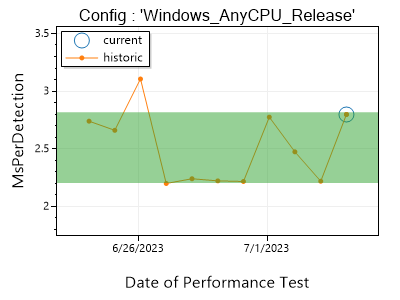 Config : 'Windows_AnyCPU_Release'
3.5
current
historic
3
2.5
2
MsPerDetection
6/26/2023
7/1/2023
Date of Performance Test